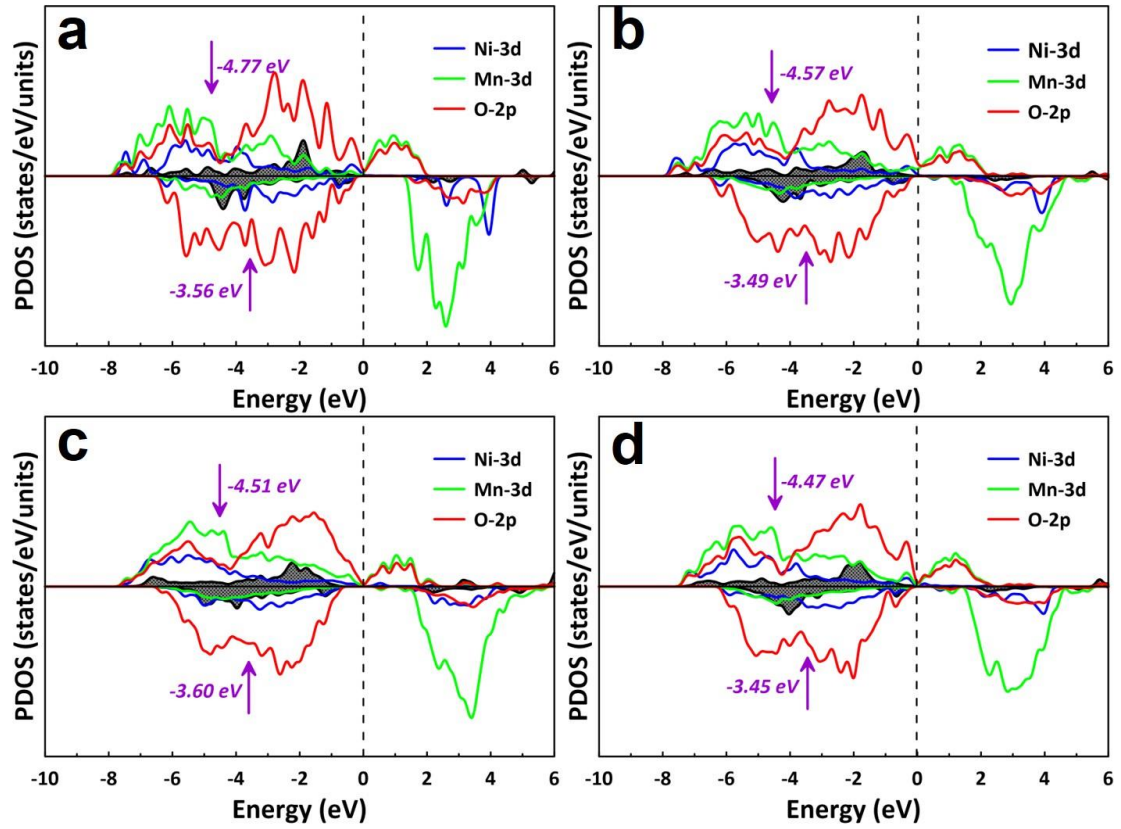 a
PDOS (states/eV/units)
-4.77 eV
Ni-3d
Mn-3d
O-2p
-3.56 eV
-10 -8 -6 -4 -2 0 2 4 6
Energy (eV)
b
PDOS (states/eV/units)
-4.57 eV
Ni-3d
Mn-3d
O-2p
-3.49 eV
-10 -8 -6 -4 -2 0 2 4 6
Energy (eV)
c
PDOS (states/eV/units)
-4.51 eV
Ni-3d
Mn-3d
O-2p
-3.60 eV
-10 -8 -6 -4 -2 0 2 4 6
Energy (eV)
d
PDOS (states/eV/units)
-4.47 eV
Ni-3d
Mn-3d
O-2p
-3.45 eV
-10 -8 -6 -4 -2 0 2 4 6
Energy (eV)